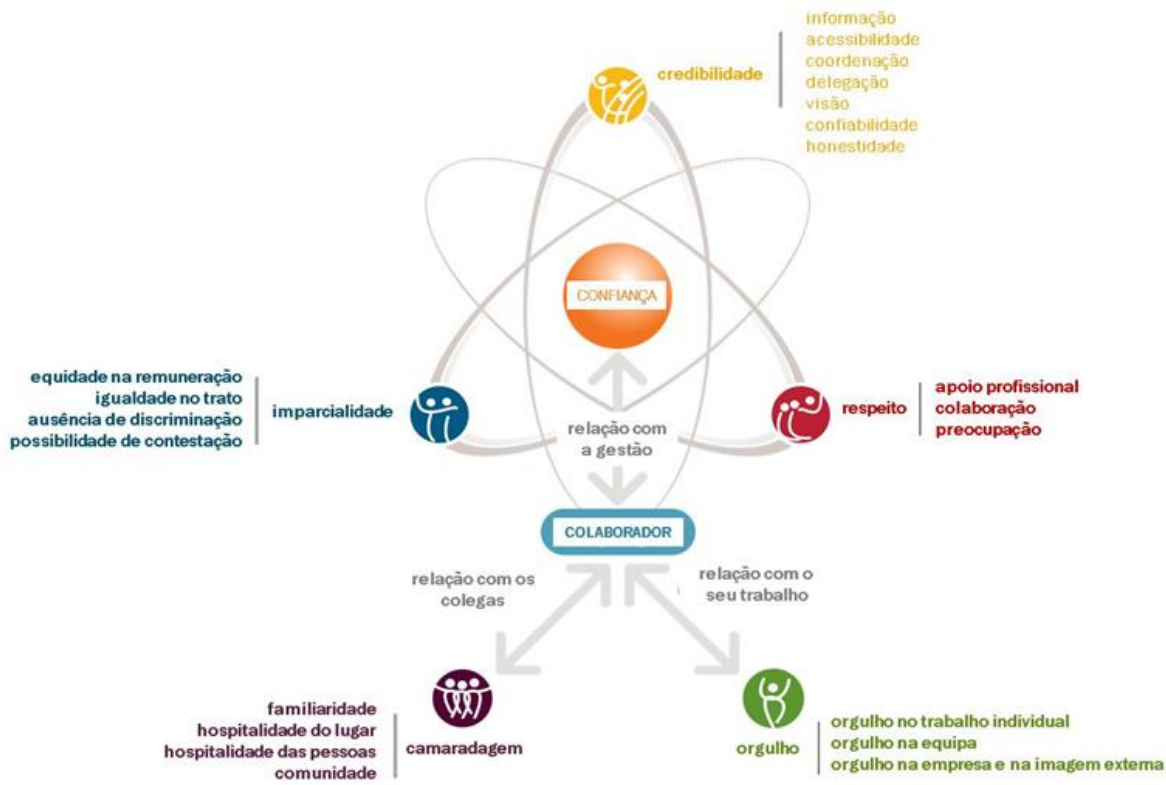 informação
acessibilidade
coordenação
delegação
visão
confiabilidade
honestidade
credibilidade
CONFIANÇA
equidade na remuneração
igualdade no trato
ausência de discriminação
possibilidade de contestação
imparcialidade
relação com
a gestão
respeito
apoio profissional
colaboração
preocupação
COLABORADOR
relação com os
colegas
relação com o
seu trabalho
familiaridade
hospitalidade do lugar
hospitalidade das pessoas
comunidade
camaradagem
orgulho
orgulho no trabalho individual
orgulho na equipa
orgulho na empresa e na imagem externa